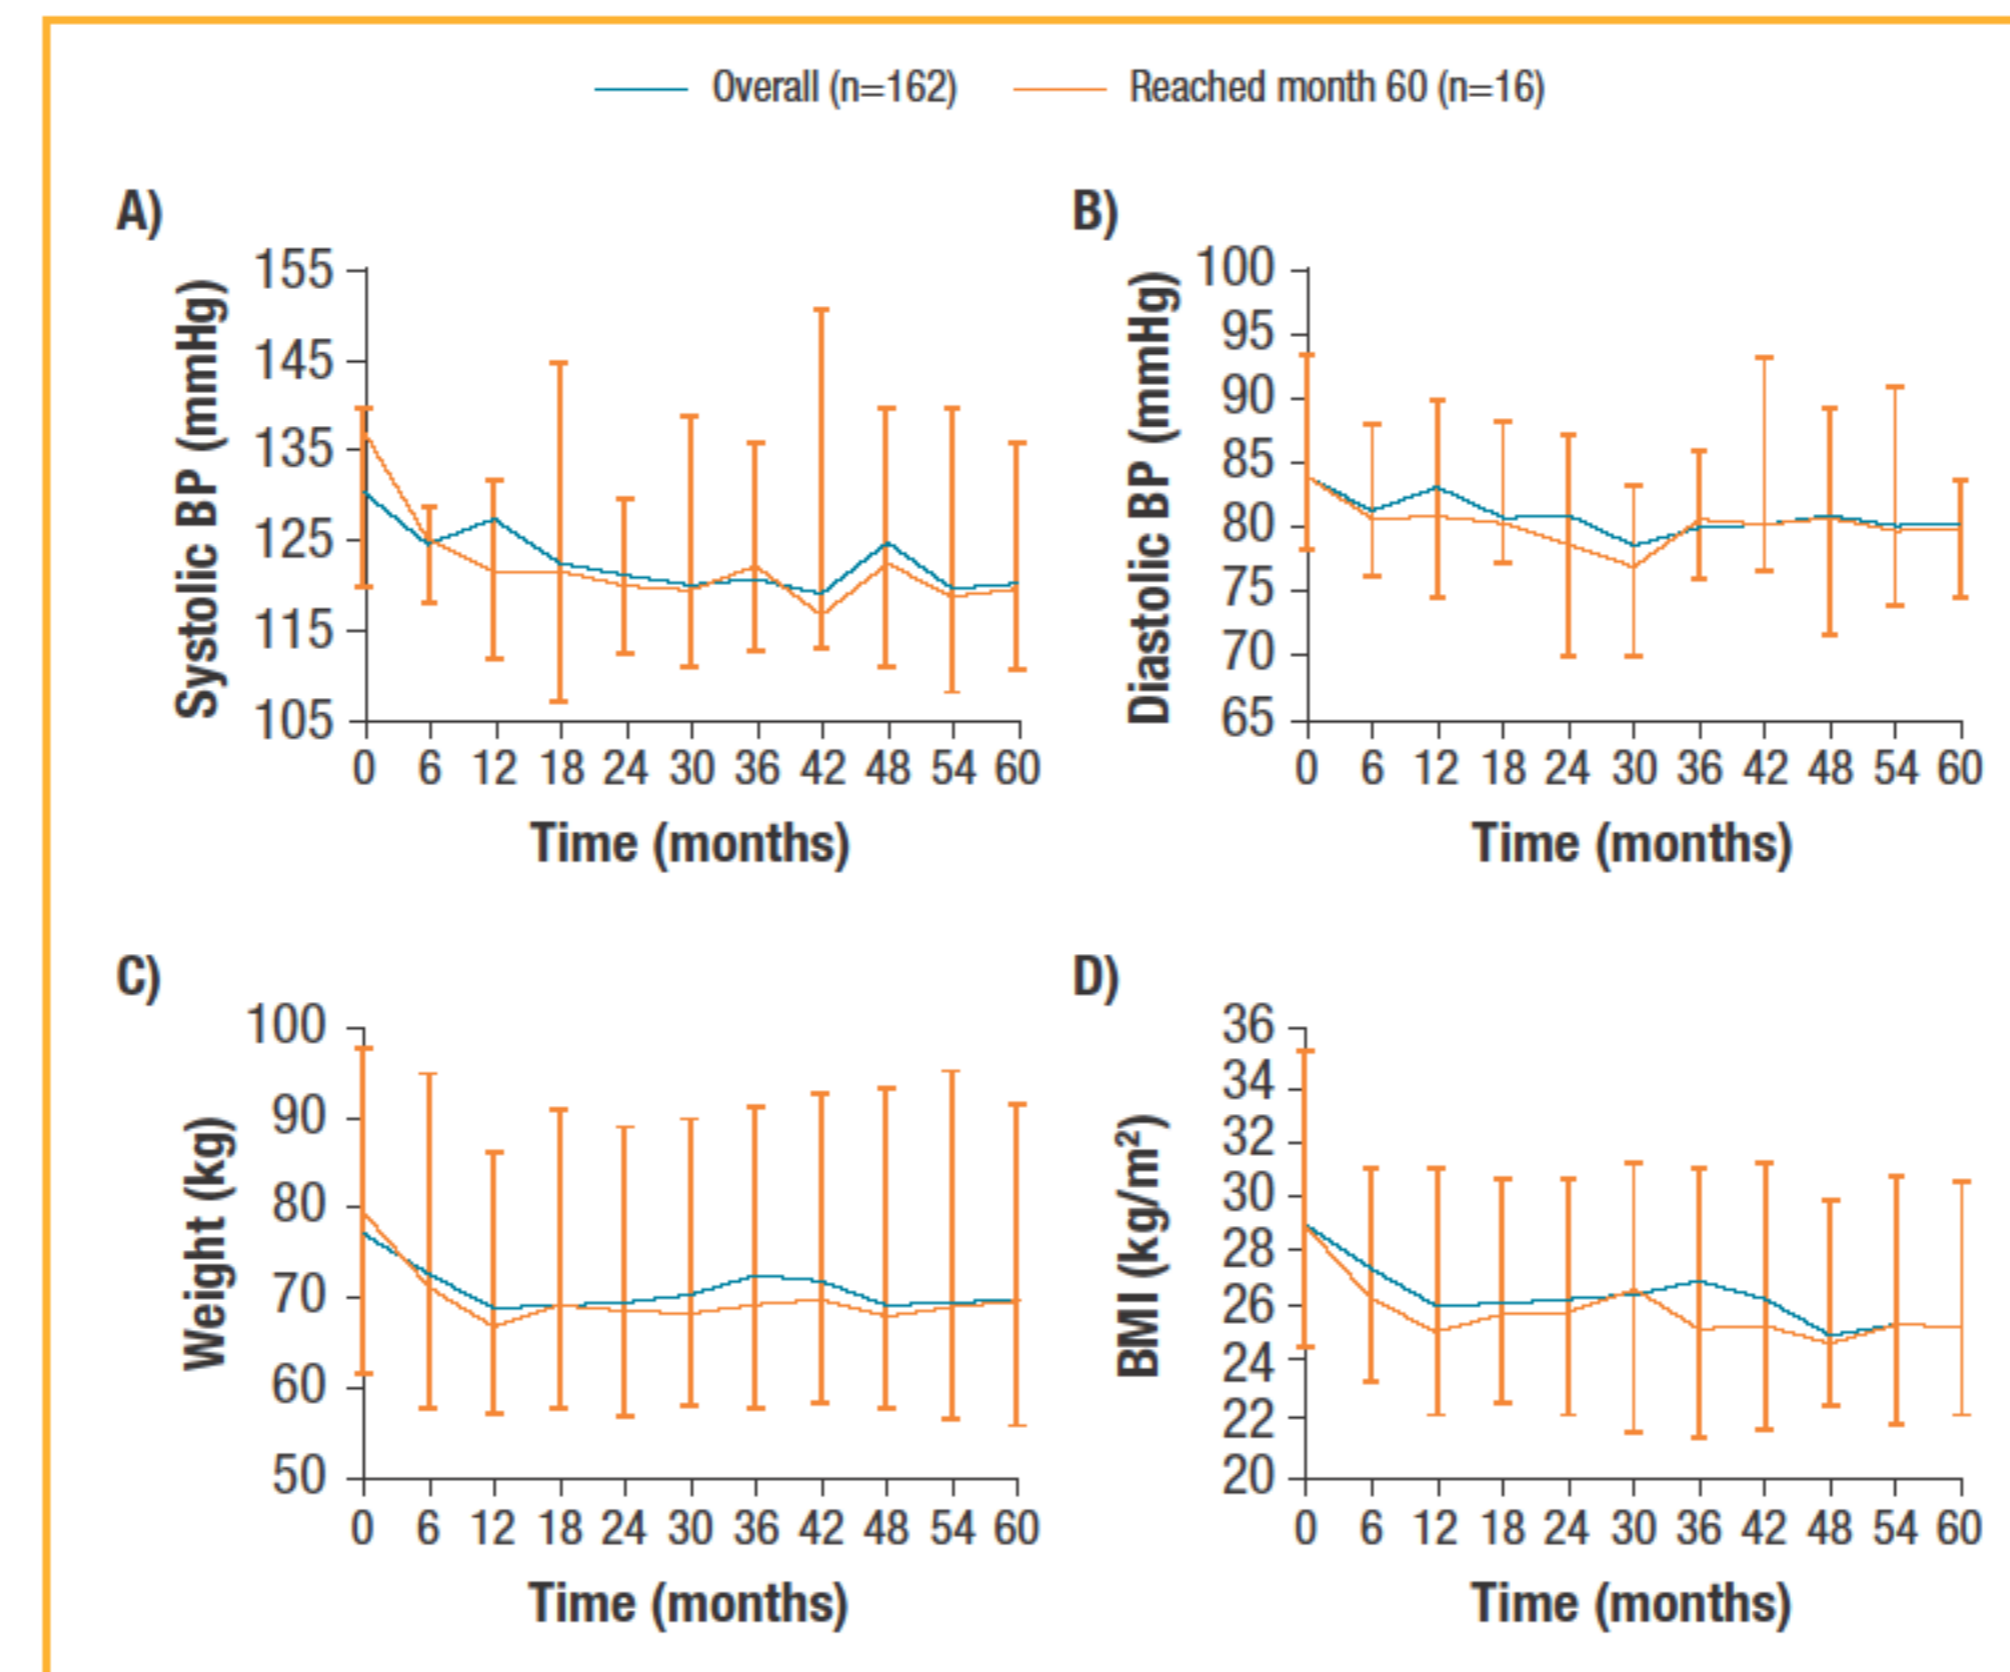 Overall (n=162) Reached month 60 (n=16)
A)
Systolic BP (mmHg)
155
145
135
125
115
105
0 6 12 18 24 30 36 42 48 54 60
Time (months)
B)
Diastolic BP (mmHg)
100
95
90
85
80
75
70
65
0 6 12 18 24 30 36 42 48 54 60
Time (months)
C)
Weight (kg)
100
90
80
70
60
50
0 6 12 18 24 30 36 42 48 54 60
Time (months)
D)
BMI (kg/m²)
36
34
32
30
28
26
24
22
20
0 6 12 18 24 30 36 42 48 54 60
Time (months)